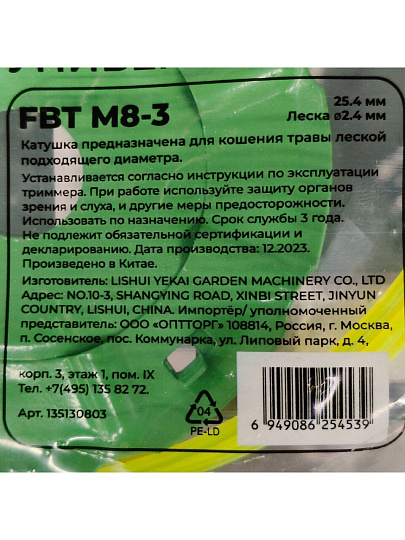 FBT M8-3
25.4 мм
Леска ø2.4 мм
Катушка предназначена для кошения травы леской
подходящего диаметра.
Устанавливается согласно инструкции по эксплуатации
триммера. При работе используйте защиту органов
зрения и слуха, и другие меры предосторожности.
Использовать по назначению. Срок службы 3 года.
Не подлежит обязательной сертификации и
декларированию. Дата производства: 12.2023.
Произведено в Китае.
Изготовитель: LISHUI YEKAI GARDEN MACHINERY CO., LTD
Адрес: NO.10-3, SHANGYING ROAD, XINBI STREET, JINYUN
COUNTRY, LISHUI, CHINA. Импортёр/ уполномоченный
представитель: ООО «ОПТТОРГ» 108814, Россия, г. Москва,
п. Сосенское, пос. Коммунарка, ул. Липовый парк, д. 4,
корп. 3, этаж 1, пом. IX
Тел. +7(495) 135 82 72.
Арт. 135130803
04
PE-LD
6 949086 254539